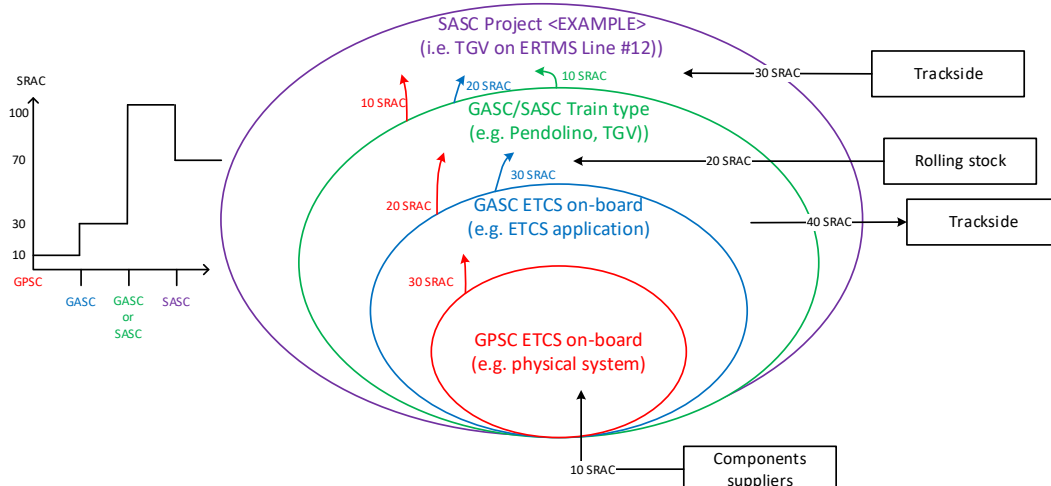 SASC Project <EXAMPLE>
(i.e. TGV on ERTMS Line #12))
30 SRAC
Trackside
SRAC
100
70
30
10
GPSC
GASC
GASC
or
SASC
SASC
10 SRAC
20 SRAC
10 SRAC
GASC/SASC Train type
(e.g. Pendolino, TGV))
20 SRAC
Rolling stock
20 SRAC
30 SRAC
GASC ETCS on-board
(e.g. ETCS application)
40 SRAC
Trackside
30 SRAC
GPSC ETCS on-board
(e.g. physical system)
10 SRAC
Components
suppliers